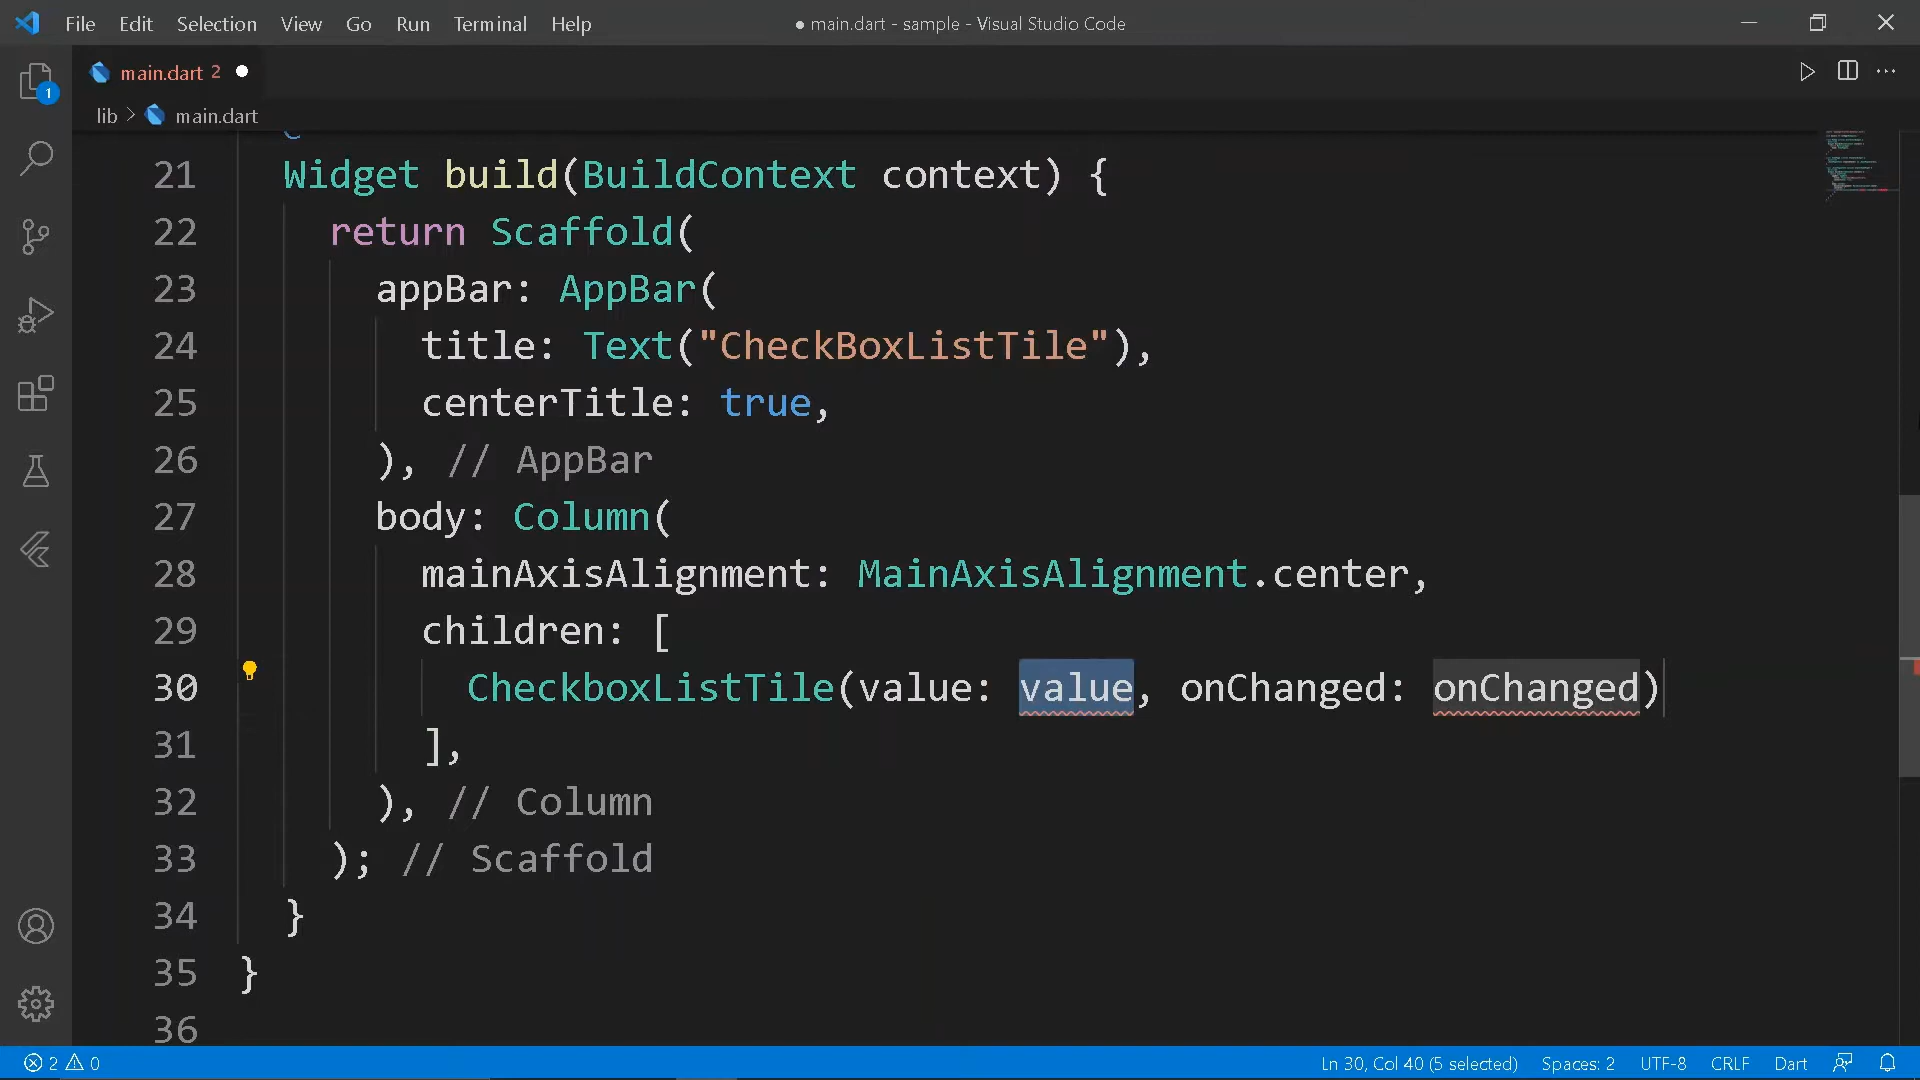 File Edit Selection View Go Run Terminal Help
● main.dart - sample - Visual Studio Code
main.dart 2
lib > main.dart
1
21 Widget build(BuildContext context) {
22 return Scaffold(
23 appBar: AppBar(
24 title: Text("CheckBoxListTile"),
25 centerTitle: true,
26 ), // AppBar
27 body: Column(
28 mainAxisAlignment: MainAxisAlignment.center,
29 children: [
30 CheckboxListTile(value: value, onChanged: onChanged)
31 ],
32 ), // Column
33 ); // Scaffold
34 }
35 }
36
2 0
Ln 30, Col 40 (5 selected) Spaces: 2 UTF-8 CRLF Dart